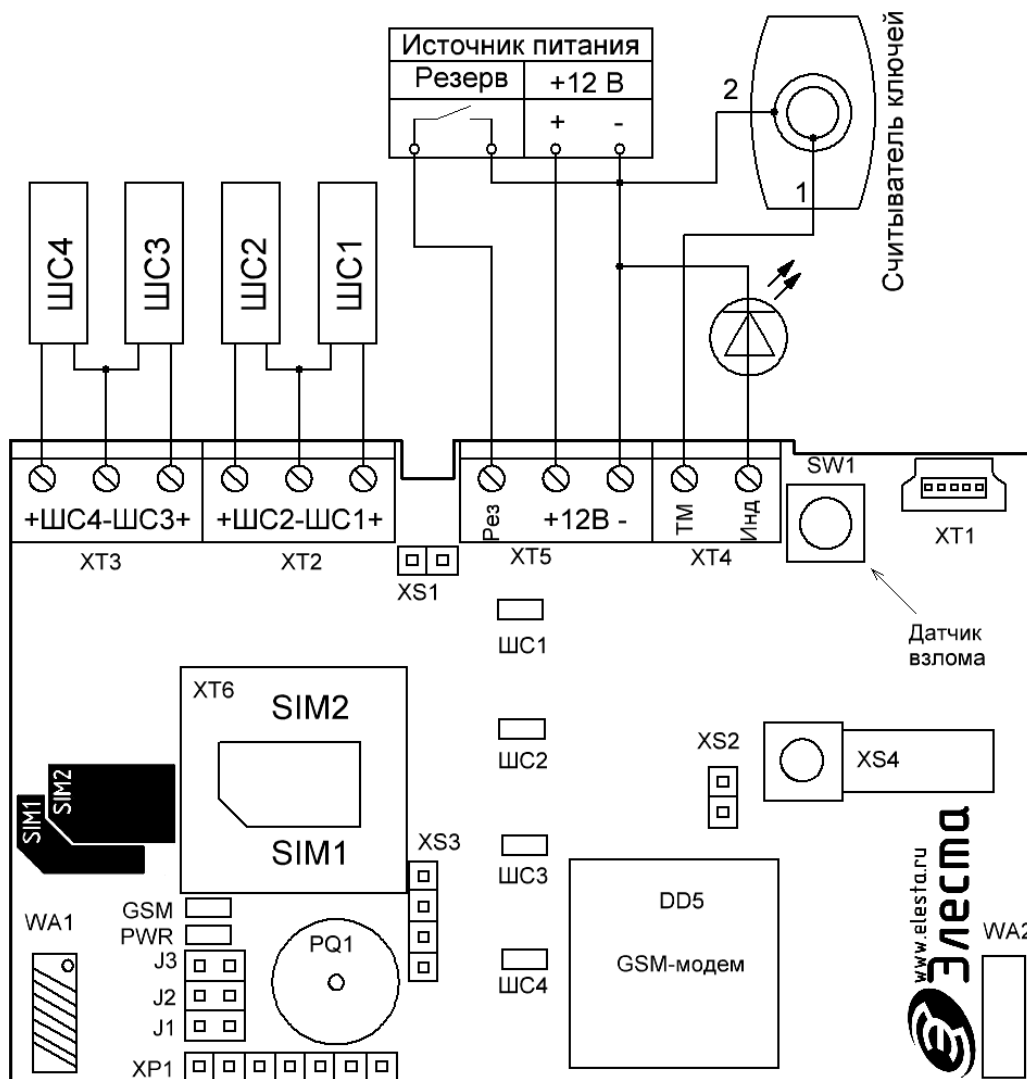 Источник питания
Резерв
+12 В
+ -
2
1
Считыватель ключей
ШС4
ШС3
ШС2
ШС1
+ШС4-ШС3+
+ШС2-ШС1+
Рез
+12В -
ТМ
Инд
SW1
XT1
XT3
XT2
XS1
XT5
XT4
Датчик
взлома
ШС1
XT6
SIM2
SIM1
ШС2
XS2
XS4
SIM1
SIM2
XS3
ШС3
DD5
GSM-модем
www.elesta.ru
Элеста
WA1
GSM
PWR
PQ1
J3
J2
J1
ШС4
WA2
XP1